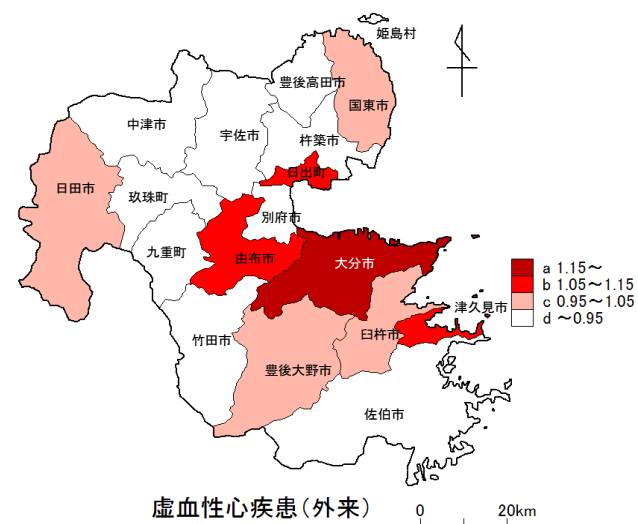 姫島村
豊後高田市
国東市
中津市
宇佐市
杵築市
日出町
日田市
玖珠町
別府市
九重町
由布市
大分市
a 1.15～
b 1.05～1.15
c 0.95～1.05
d ～0.95
津久見市
竹田市
臼杵市
豊後大野市
佐伯市
虚血性心疾患(外来)
0 20km